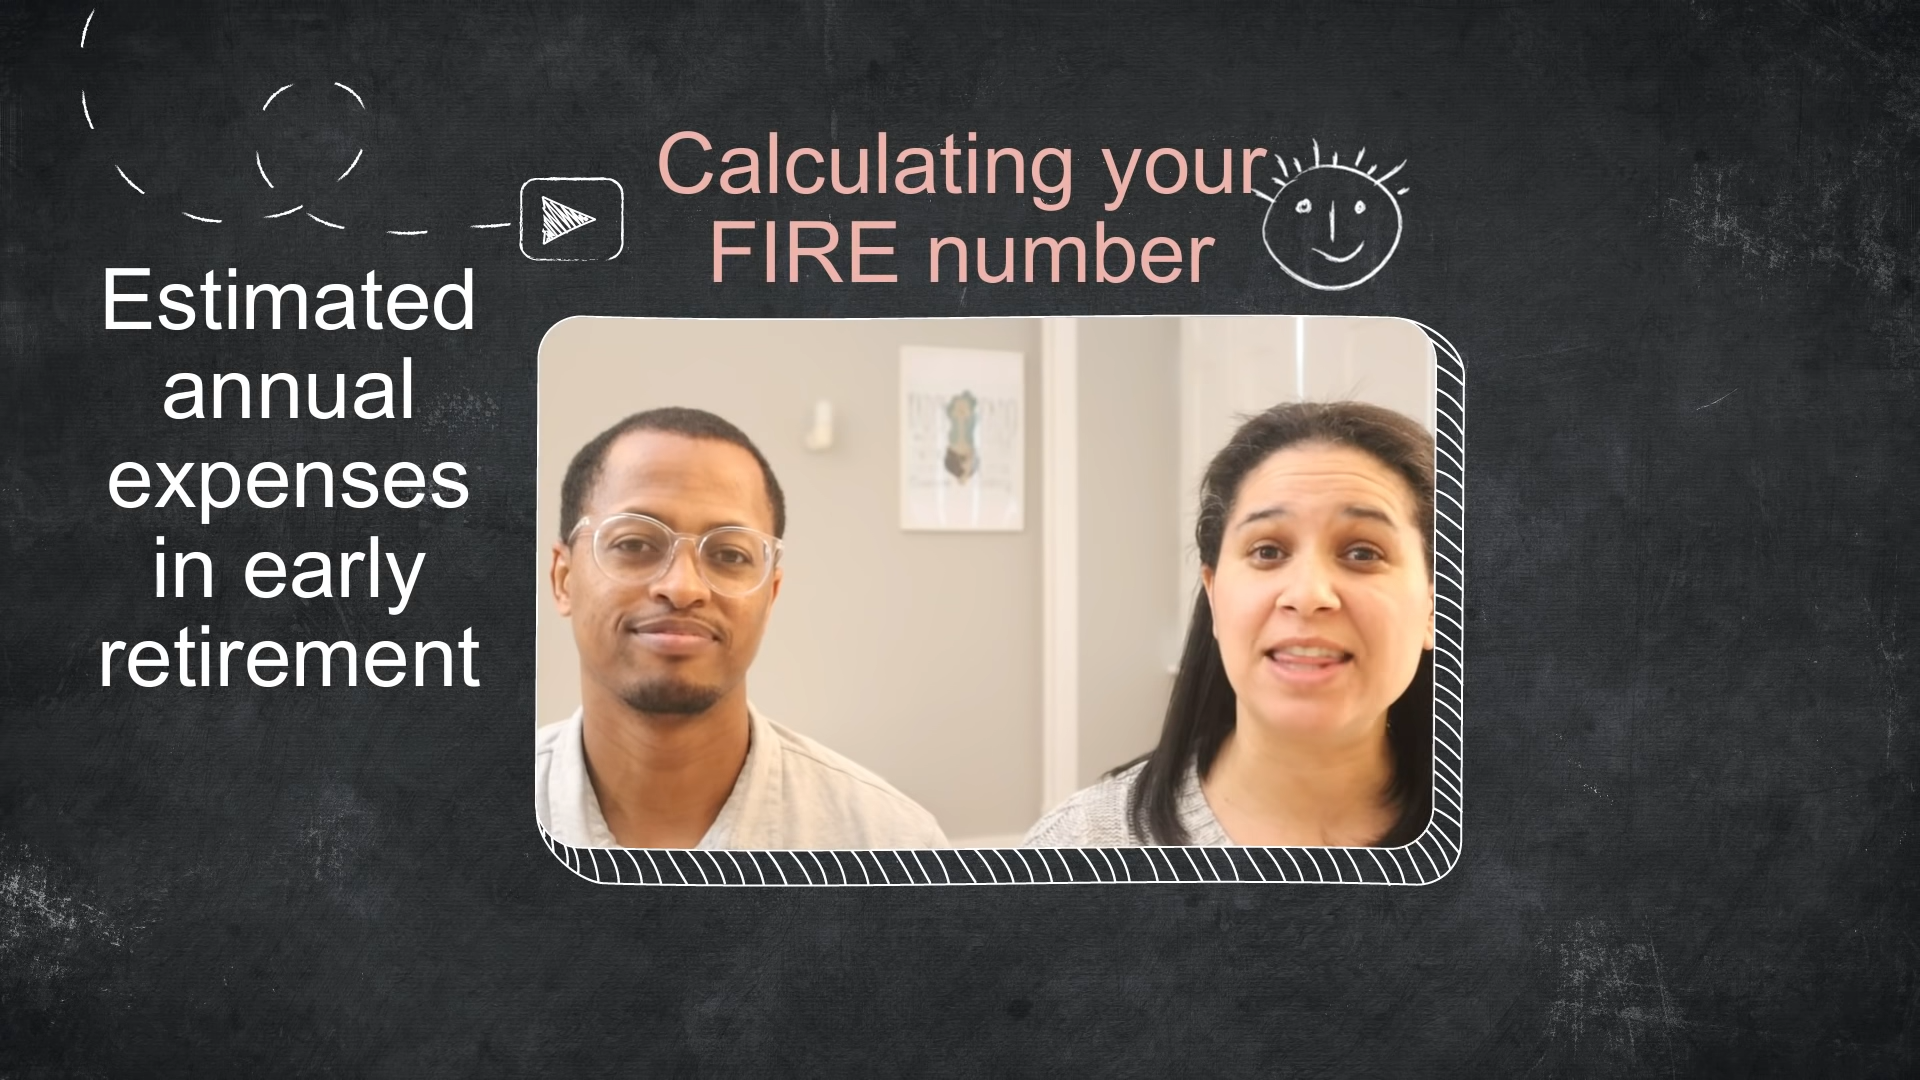 Calculating your
FIRE number
Estimated
annual
expenses
in early
retirement